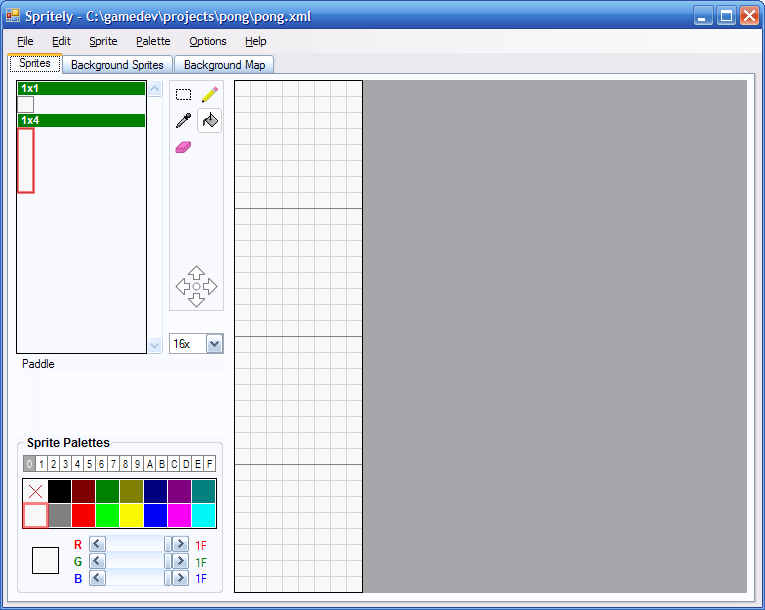 Spritely - C:\gamedev\projects\pong\pong.xml
File Edit Sprite Palette Options Help
Sprites Background Sprites Background Map
1x1
1x4
16x
Paddle
Sprite Palettes
0 1 2 3 4 5 6 7 8 9 A B C D E F
R 1F
G 1F
B 1F